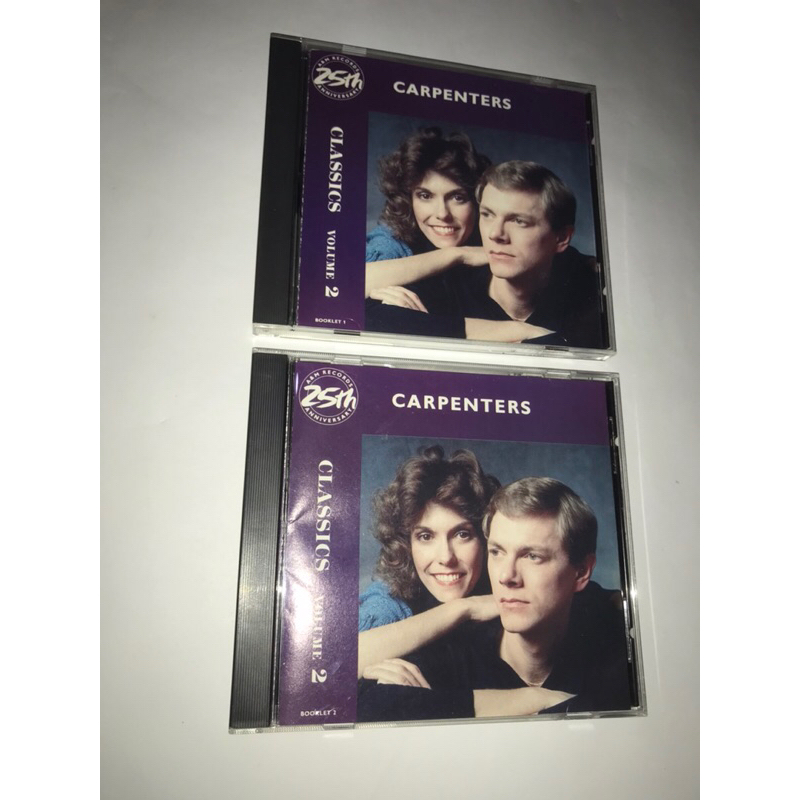 A&M RECORDS
25th
ANNIVERSARY
CARPENTERS
CLASSICS VOLUME 2
BOOKLET 1
A&M RECORDS
25th
ANNIVERSARY
CARPENTERS
CLASSICS VOLUME 2
BOOKLET 2